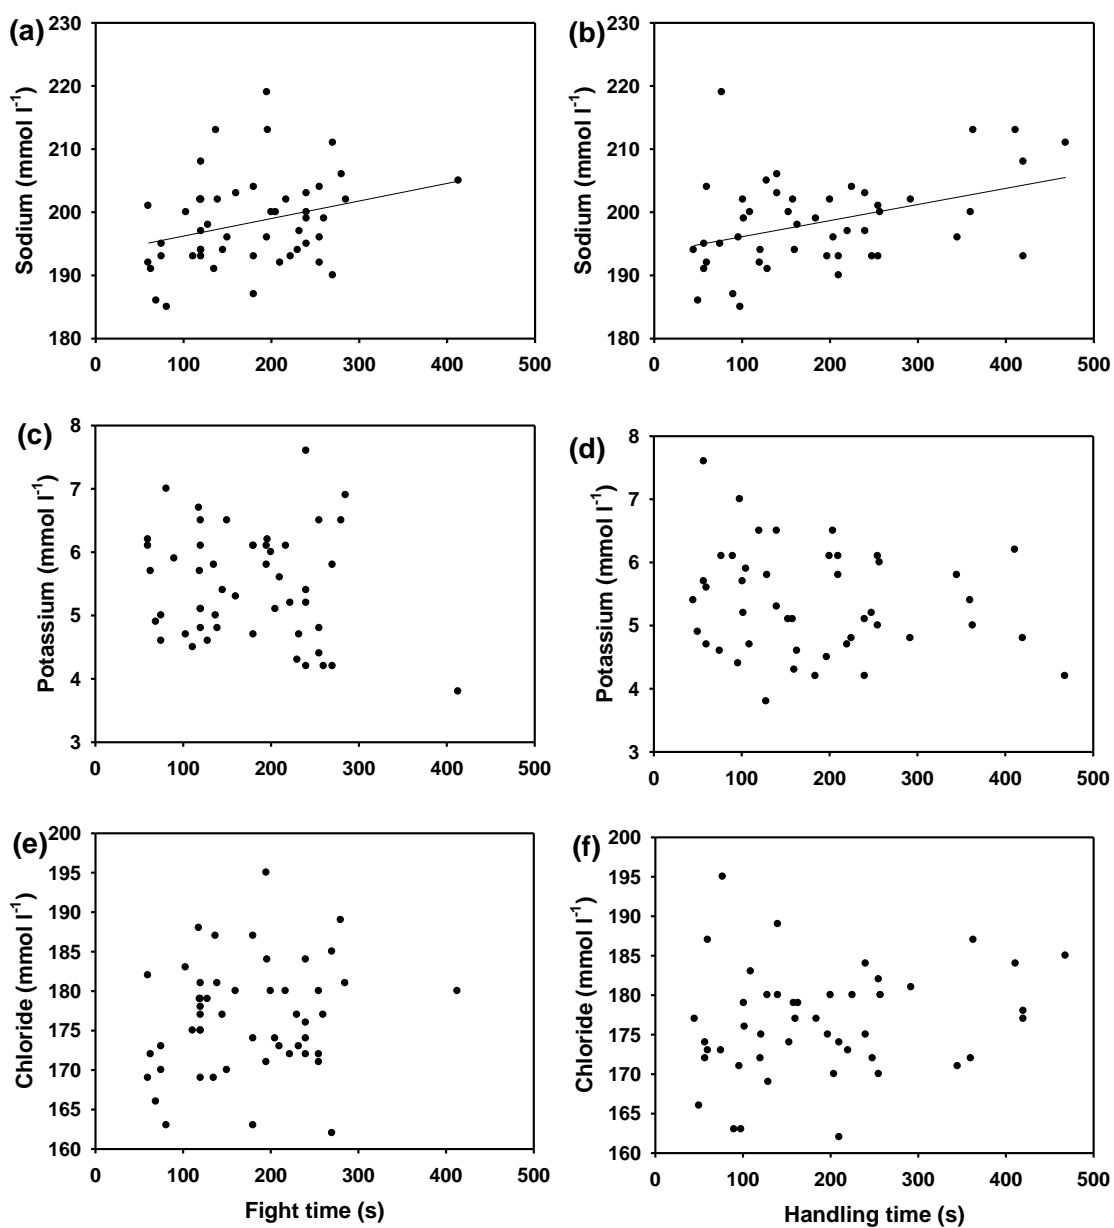 (a)
Sodium (mmol l⁻¹)
230
220
210
200
190
180
0 100 200 300 400 500
(b)
Sodium (mmol l⁻¹)
230
220
210
200
190
180
0 100 200 300 400 500
(c)
Potassium (mmol l⁻¹)
8
7
6
5
4
3
0 100 200 300 400 500
(d)
Potassium (mmol l⁻¹)
8
7
6
5
4
3
0 100 200 300 400 500
(e)
Chloride (mmol l⁻¹)
200
195
190
185
180
175
170
165
160
0 100 200 300 400 500
Fight time (s)
(f)
Chloride (mmol l⁻¹)
200
195
190
185
180
175
170
165
160
0 100 200 300 400 500
Handling time (s)